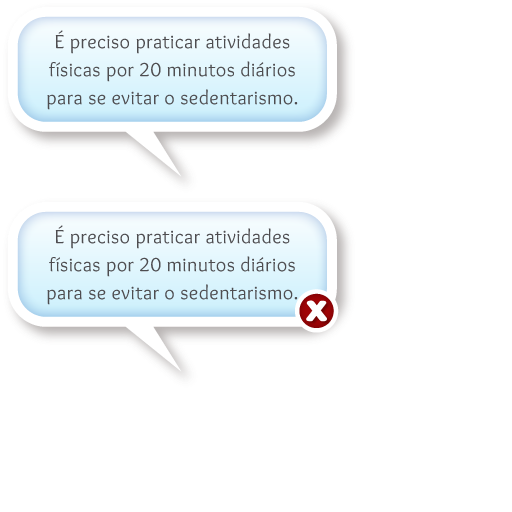 É preciso praticar atividades
físicas por 20 minutos diários
para se evitar o sedentarismo.
É preciso praticar atividades
físicas por 20 minutos diários
para se evitar o sedentarismo.
X